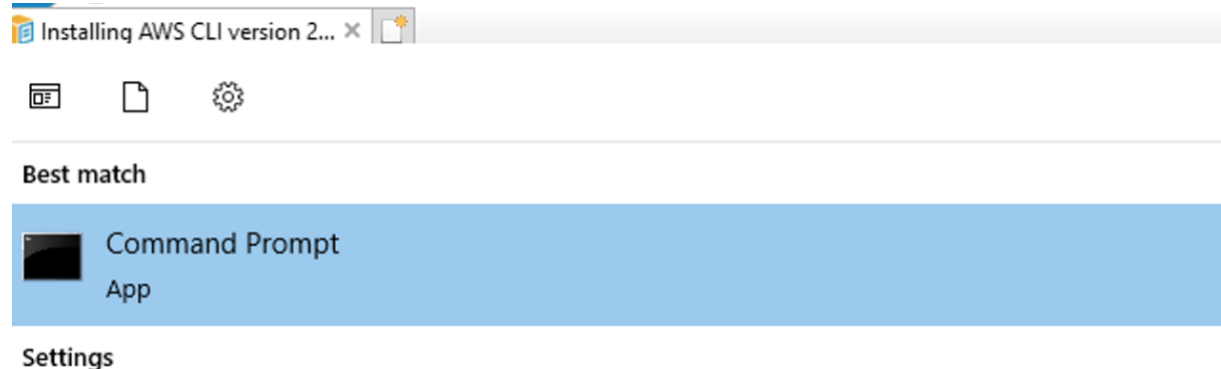 Installing AWS CLI version 2...
Best match
Command Prompt
App
Settings